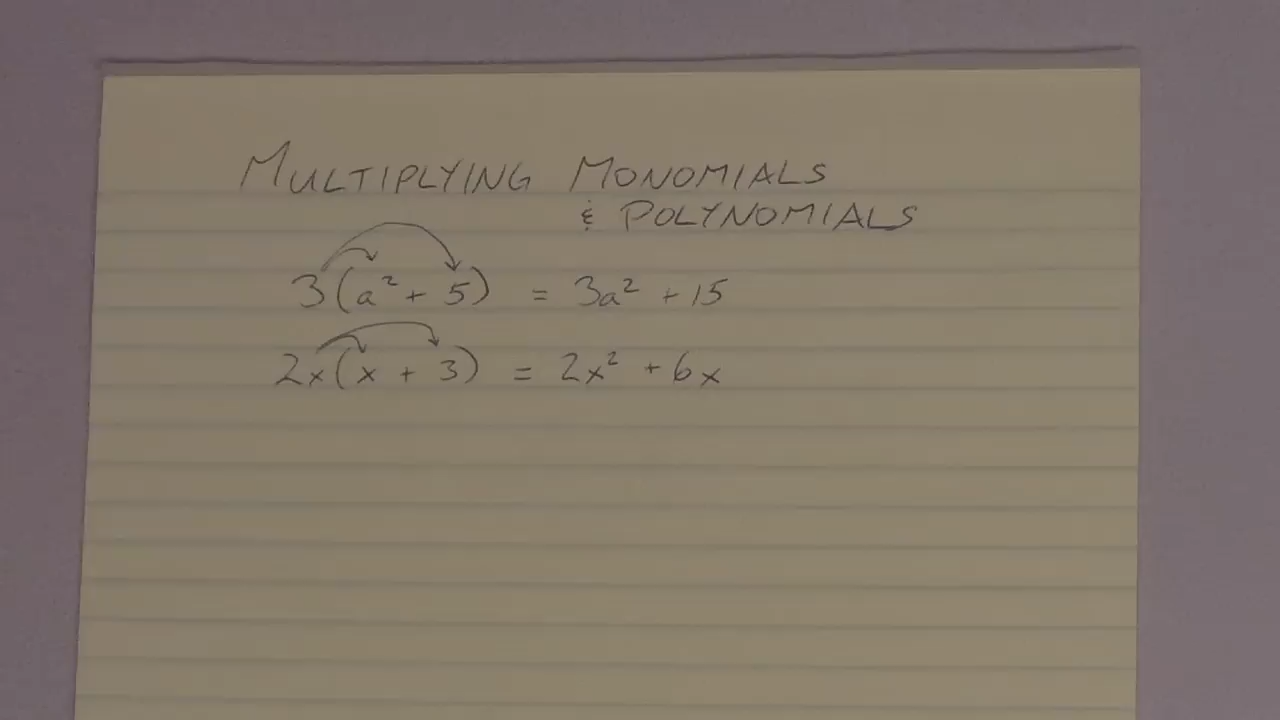 MULTIPLYING MONOMIALS
& POLYNOMIALS
3(a² + 5) = 3a² + 15
2x(x + 3) = 2x² + 6x